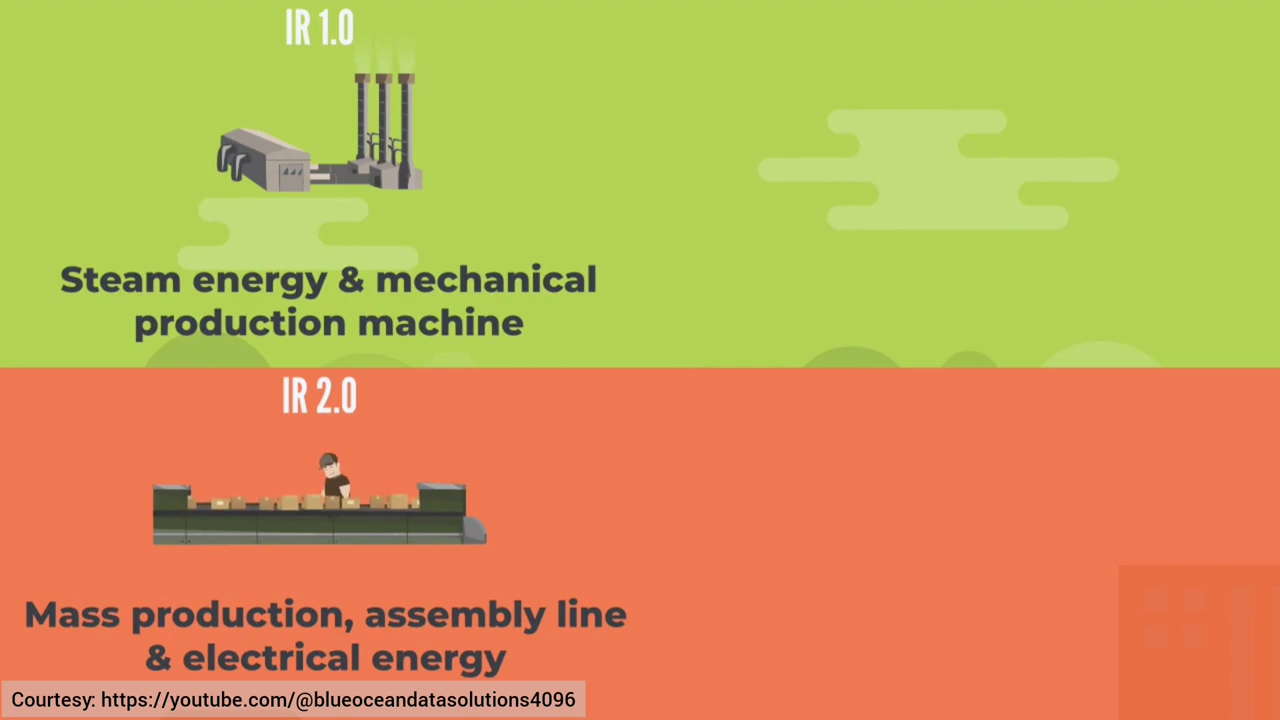 IR 1.0
Steam energy & mechanical
production machine
IR 2.0
Mass production, assembly line
& electrical energy
Courtesy: https://youtube.com/@blueoceandatasolutions4096